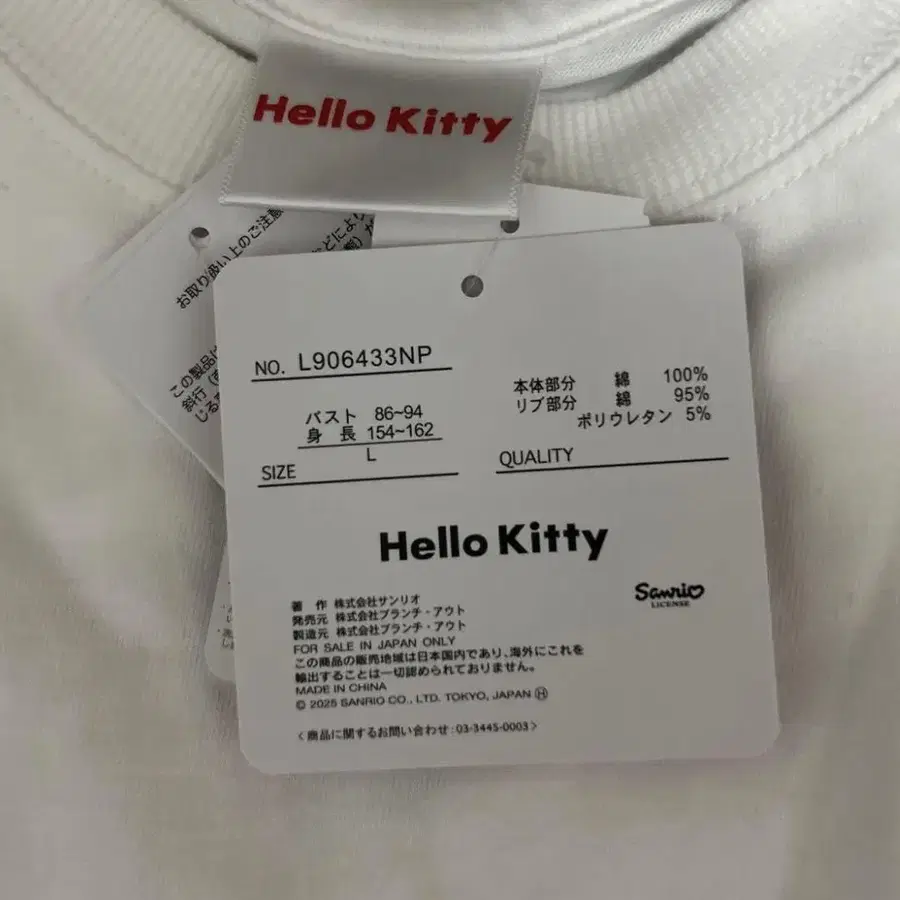 Hello Kitty
お取り扱い上のご注意
この製品は
斜行
NO. L906433NP
バスト 86~94
身長 154~162
L
SIZE
本体部分 綿 100%
リブ部分 綿 95%
ポリウレタン 5%
QUALITY
Hello Kitty
Sanrio
LICENSE
著作 株式会社サンリオ
発売元 株式会社ブランチ・アウト
製造元 株式会社ブランチ・アウト
FOR SALE IN JAPAN ONLY
この商品の販売地域は日本国内であり、海外にこれを
輸出することは一切認められておりません。
MADE IN CHINA
© 2025 SANRIO CO., LTD. TOKYO, JAPAN Ⓗ
〈商品に関するお問い合わせ:03-3445-0003〉